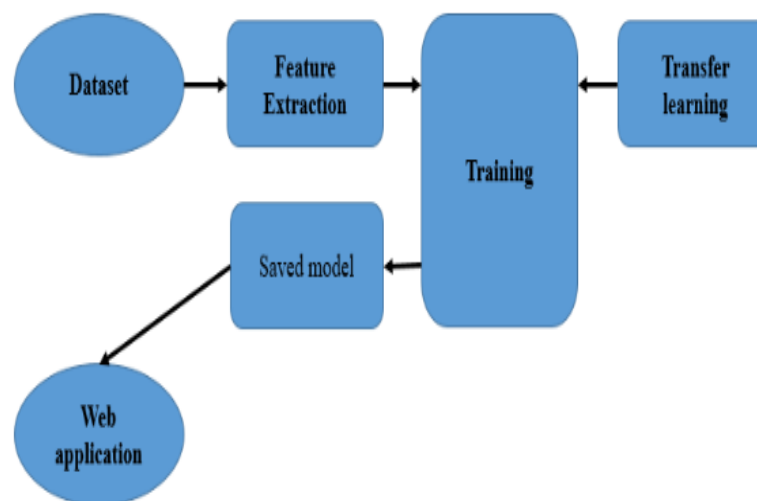 Dataset
Feature
Extraction
Training
Transfer
learning
Saved model
Web
application